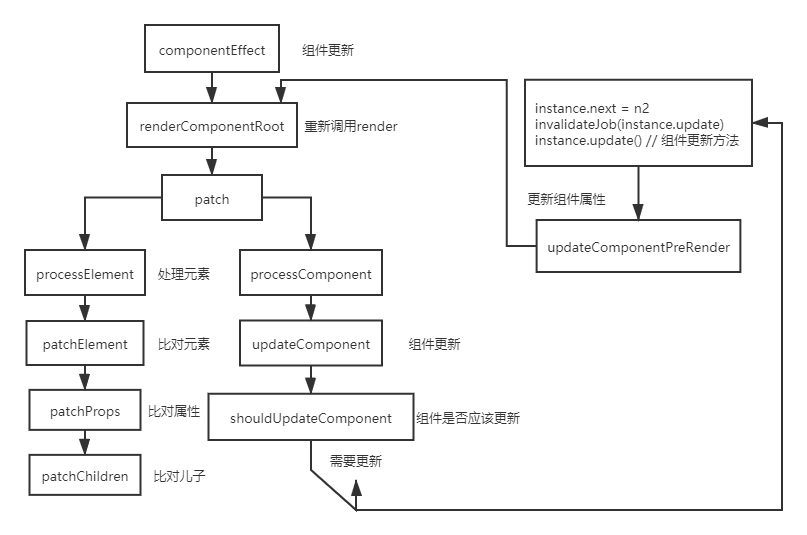 componentEffect
组件更新
renderComponentRoot
重新调用render
instance.next = n2
invalidateJob(instance.update)
instance.update() // 组件更新方法
patch
更新组件属性
updateComponentPreRender
processElement
处理元素
processComponent
patchElement
比对元素
updateComponent
组件更新
patchProps
比对属性
shouldUpdateComponent
组件是否应该更新
patchChildren
比对儿子
需要更新